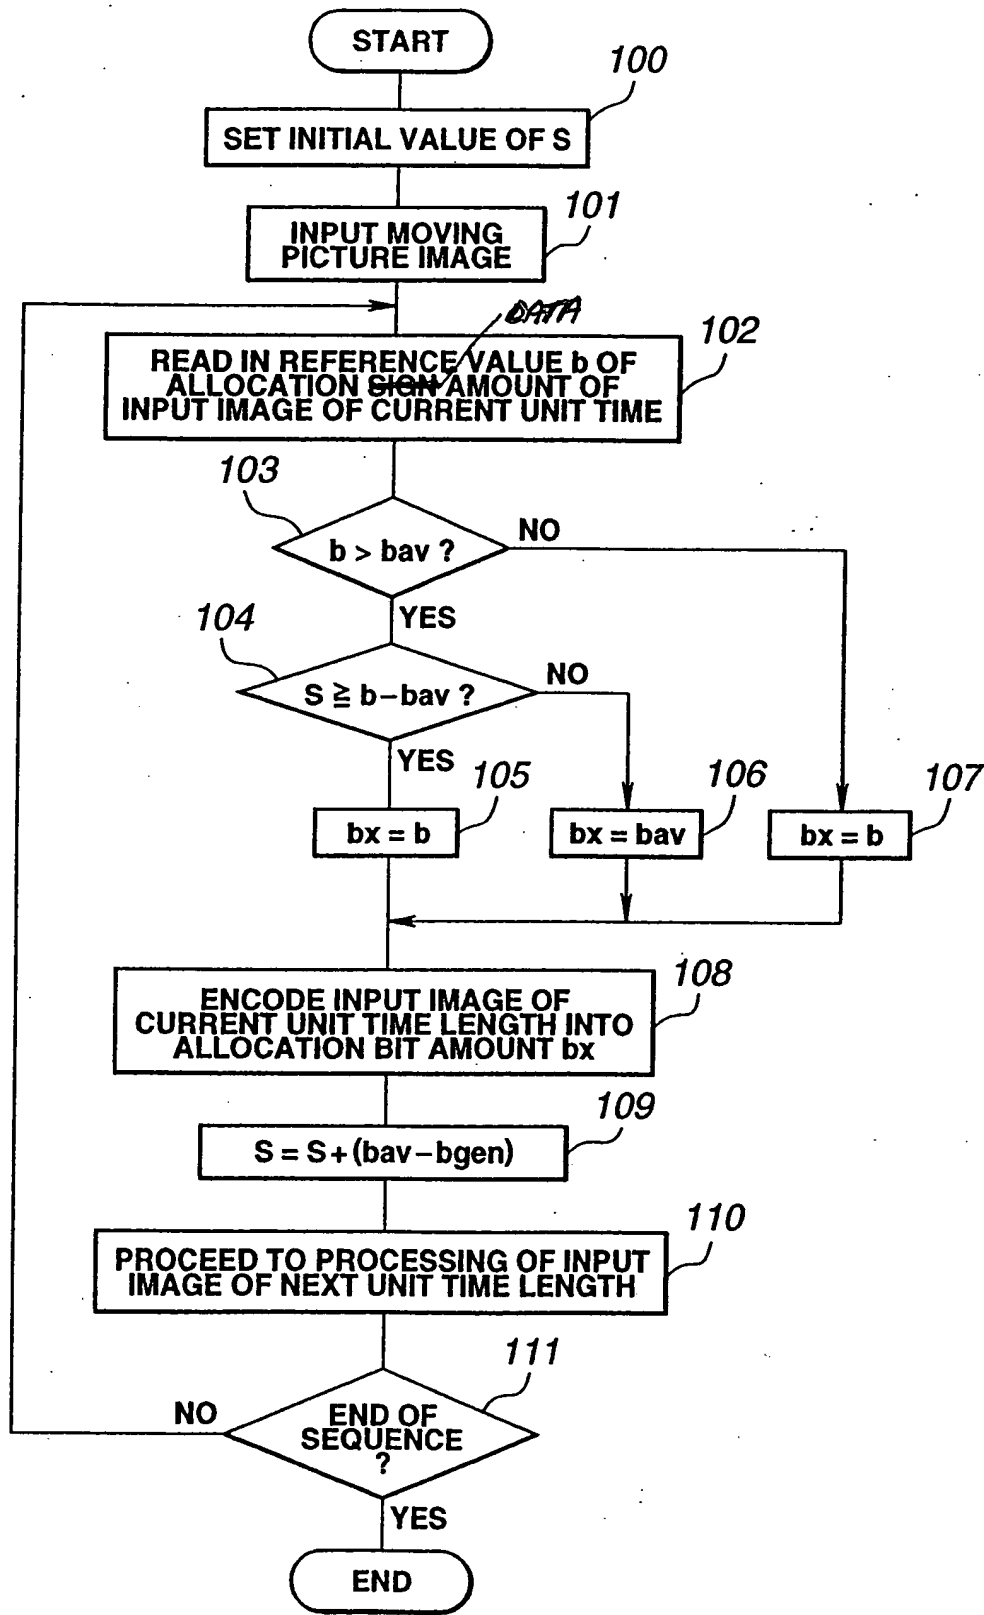 START
100
SET INITIAL VALUE OF S
101
INPUT MOVING
PICTURE IMAGE
DATA
102
READ IN REFERENCE VALUE b OF
ALLOCATION SIGN AMOUNT OF
INPUT IMAGE OF CURRENT UNIT TIME
103
b > bav ?
NO
YES
104
S ≧ b−bav ?
NO
YES
105
bx = b
106
bx = bav
107
bx = b
108
ENCODE INPUT IMAGE OF
CURRENT UNIT TIME LENGTH INTO
ALLOCATION BIT AMOUNT bx
109
S = S+(bav−bgen)
110
PROCEED TO PROCESSING OF INPUT
IMAGE OF NEXT UNIT TIME LENGTH
111
END OF
SEQUENCE
?
NO
YES
END